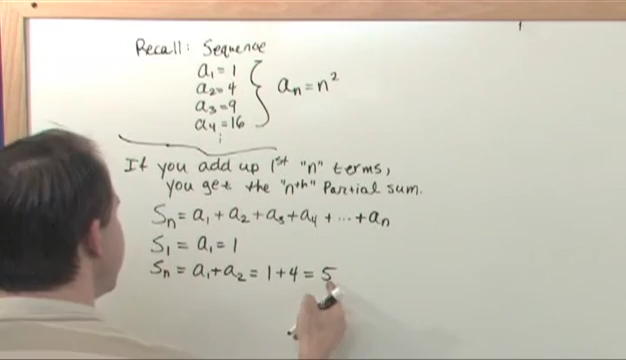 Recall: Sequence
a₁ = 1
a₂ = 4
a₃ = 9
a₄ = 16
⋮
aₙ = n²
If you add up 1st "n" terms,
you get the "nth" Partial sum.
Sₙ = a₁ + a₂ + a₃ + a₄ + ... + aₙ
S₁ = a₁ = 1
Sₙ = a₁ + a₂ = 1 + 4 = 5